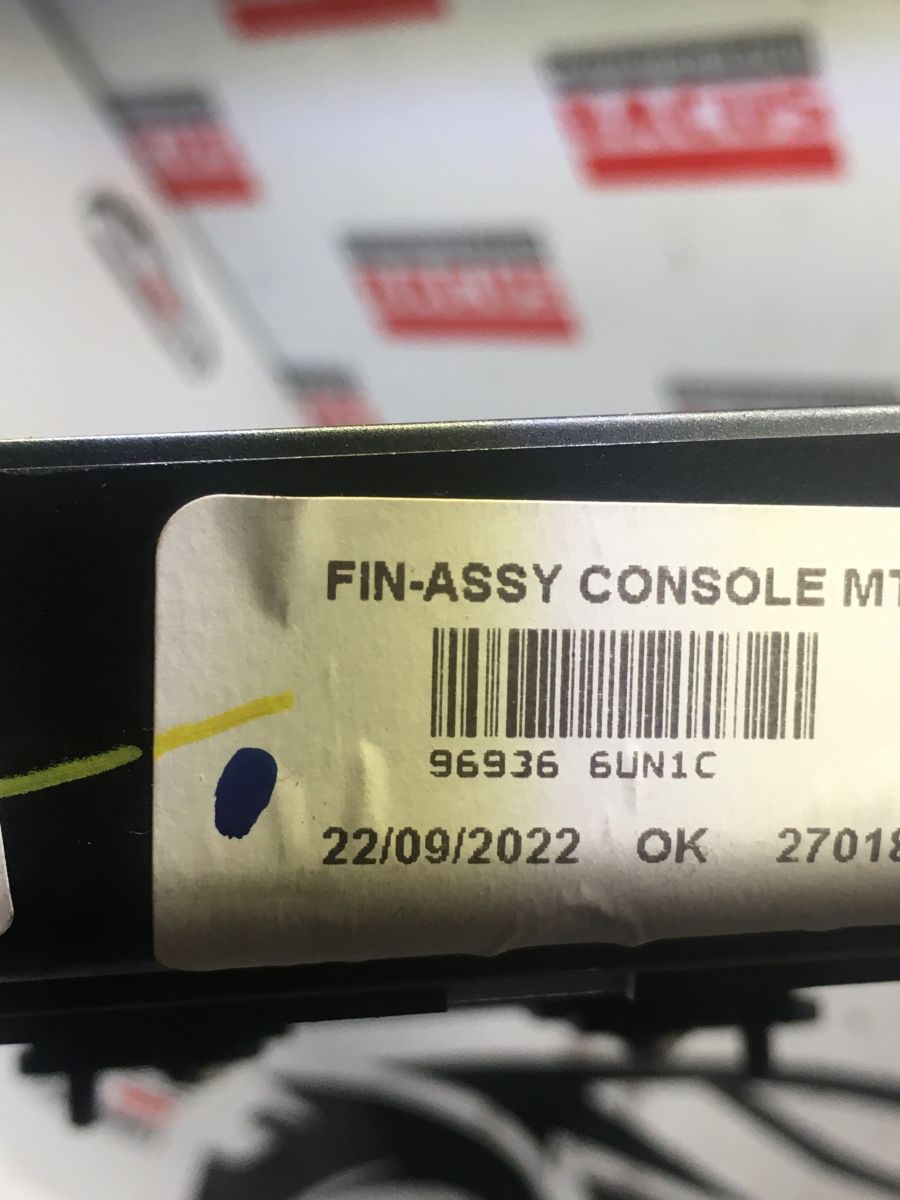 FIN-ASSY CONSOLE MT
96936 6UN1C
22/09/2022 OK 27018